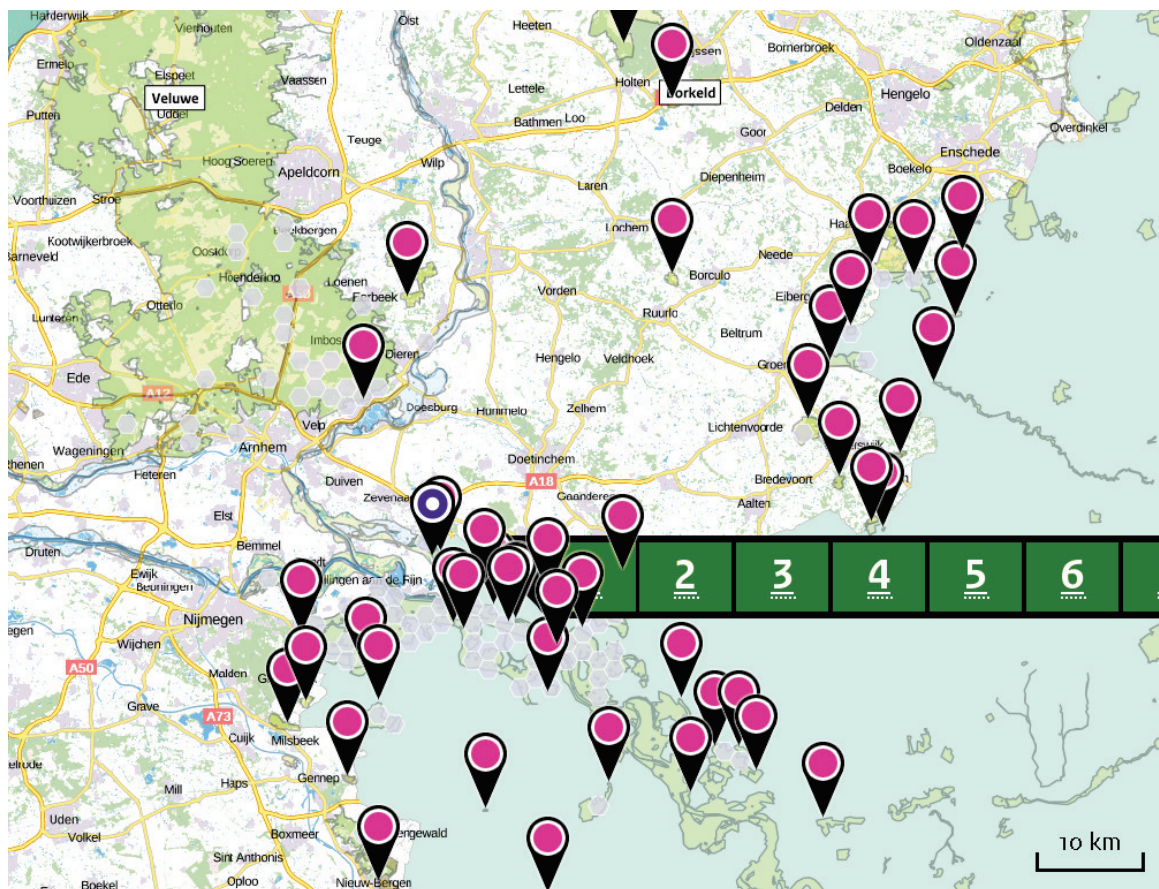 Harderwijk
Vierhouten
Olst
Heeten
Holten
Bornerbroek
Oldenzaal
Ermelo
Elspeet
Vaassen
Lettele
Hengelo
Veluwe
Uddel
Putten
Bathmen
Loo
Delden
Overdinkel
Teuge
Goor
Enschede
Hoog Soeren
Apeldoorn
Wilp
Boekelo
Voorthuizen
Stroe
Laren
Diepenheim
Kootwijkerbroek
Lochem
Barneveld
Neede
Hoenderloo
Loenen
Borculo
Otterlo
Vorden
Lunteren
Ruurlo
Imbos
Beltrum
Dieren
Hengelo
Veldhoek
Ede
A12
Doesburg
Hummelo
Zelhem
Velp
Lichtenvoorde
Wageningen
Arnhem
Rhenen
Heteren
Doetinchem
Duiven
A18
Bredevoort
Zevenaar
Aalten
Elst
Druten
Bemmel
Ewijk
Beuningen
2
3
4
5
6
Nijmegen
Wijchen
A50
Malden
Grave
A73
Cuijk
Milsbeek
Gennep
Haps
Mill
Uden
Volkel
Boxmeer
Sint Anthonis
Boekel
Oploo
Nieuw-Bergen
10 km